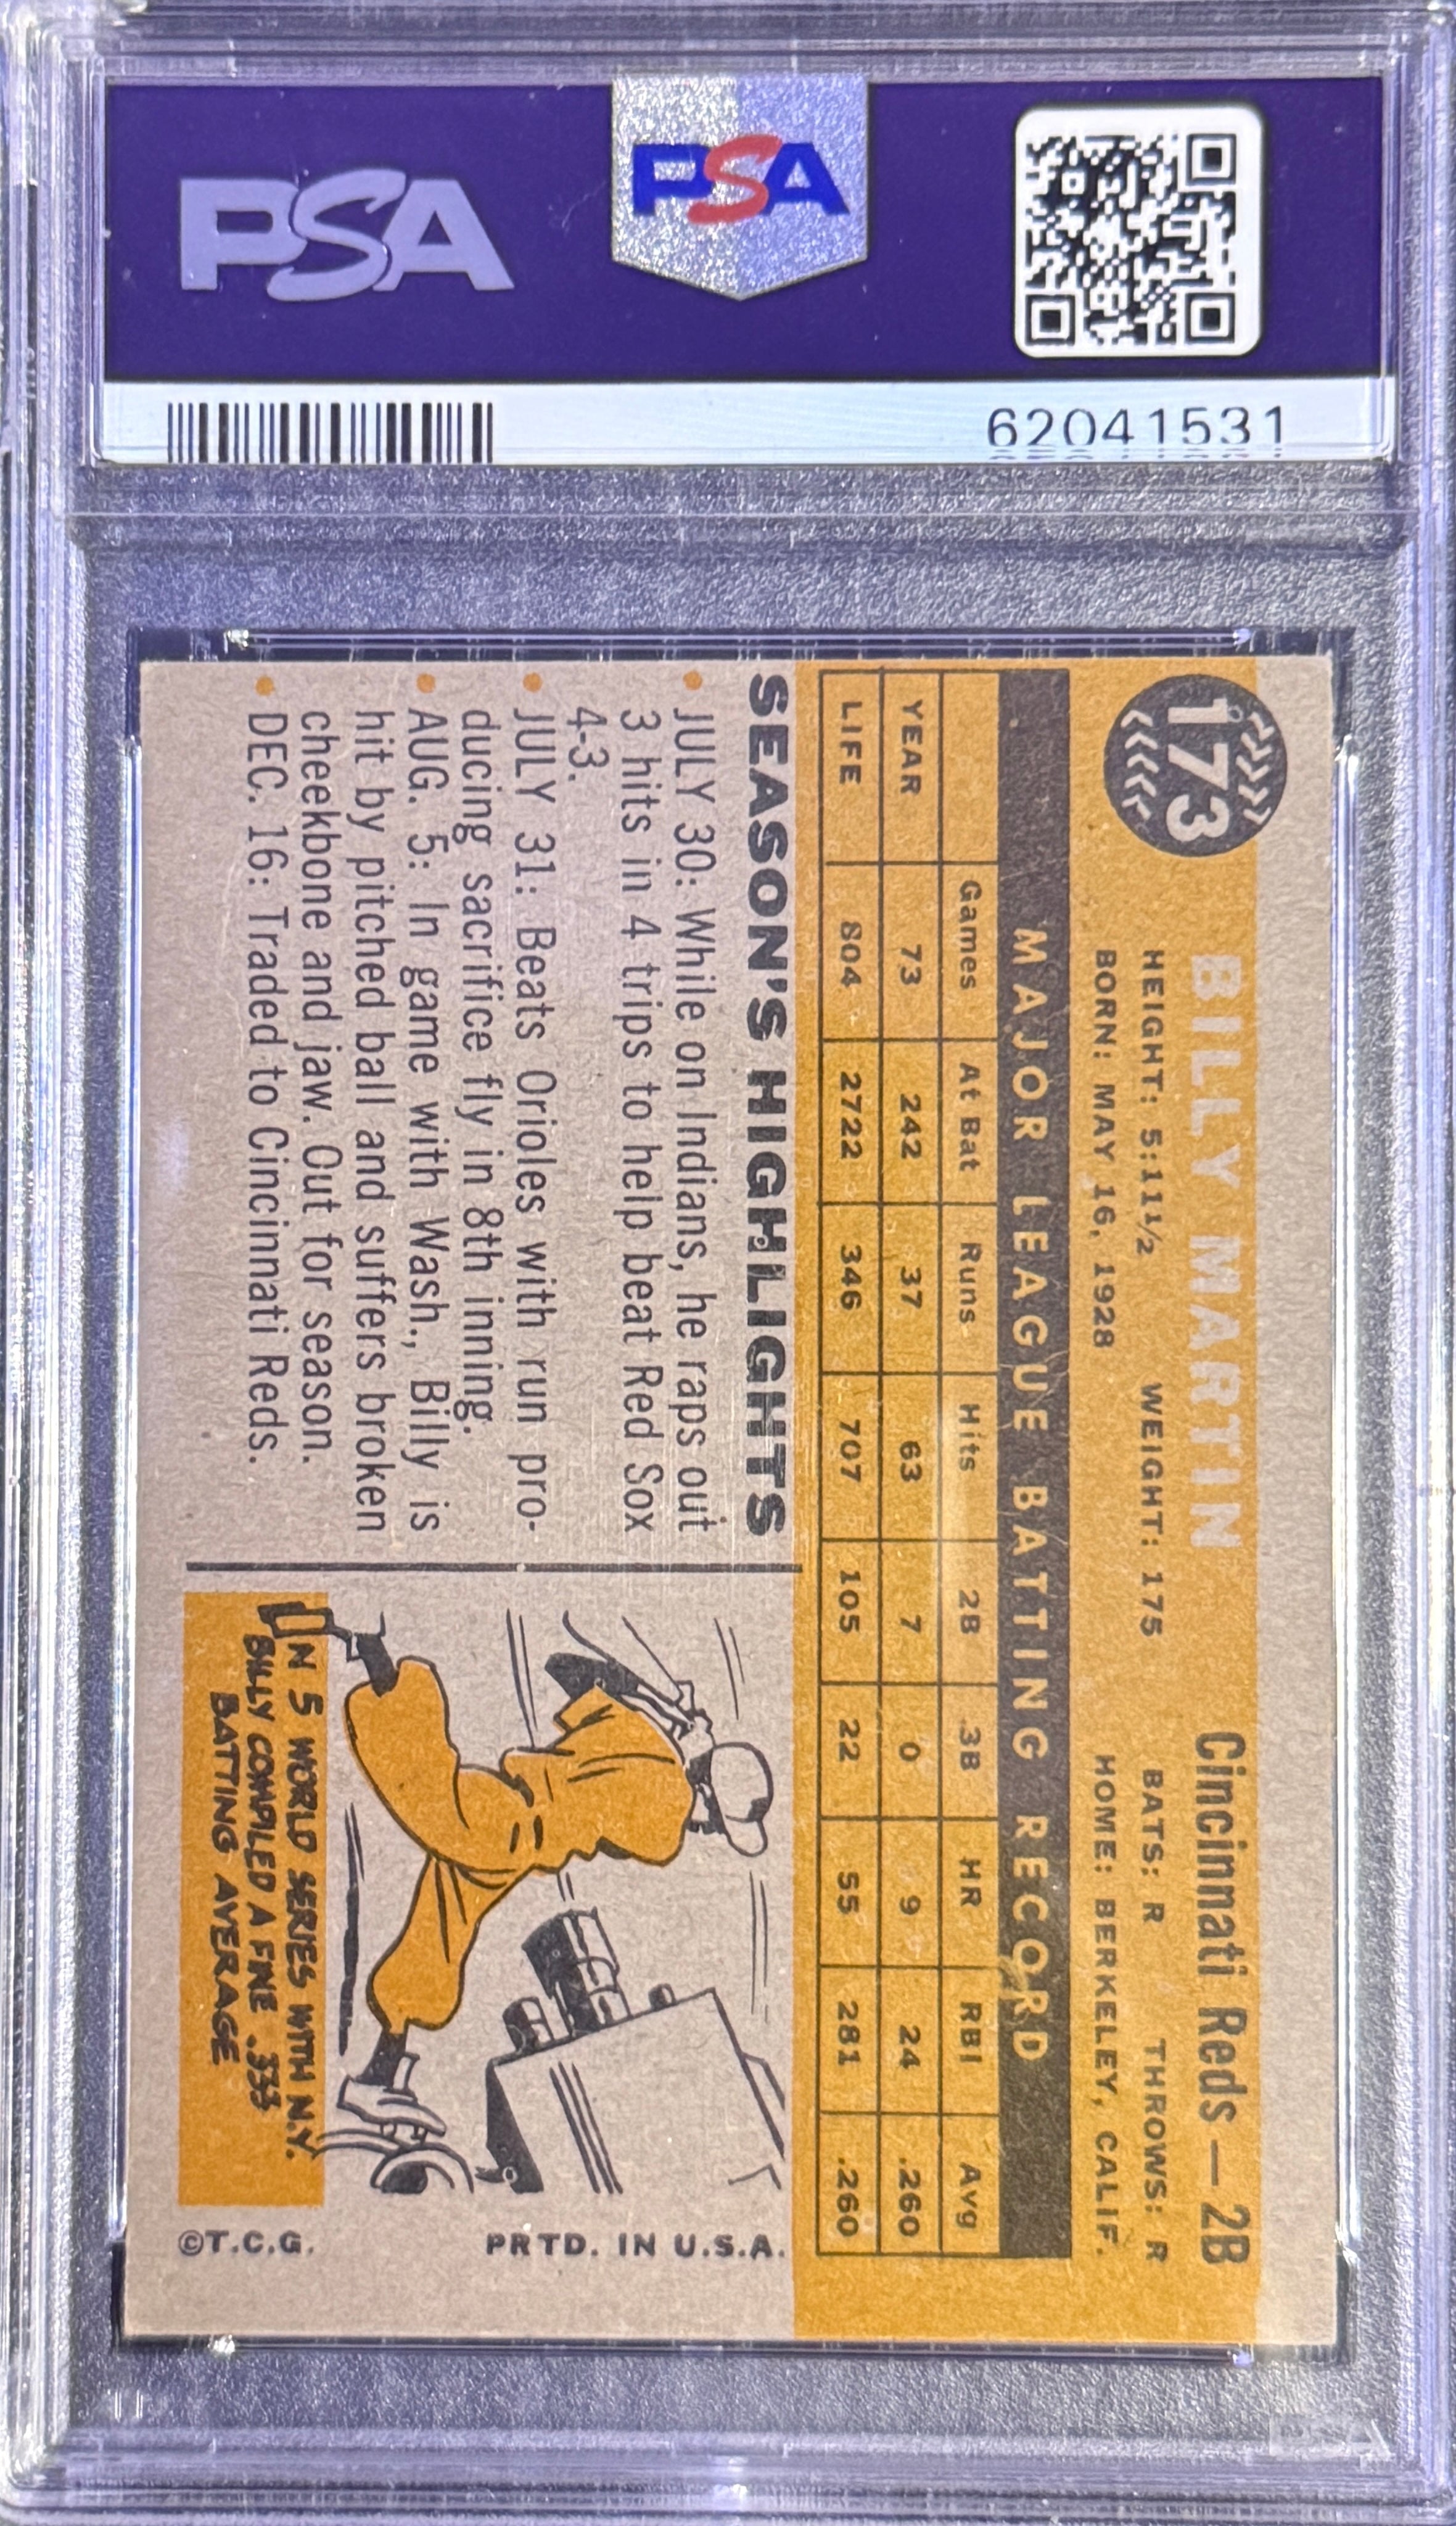 PSA
PSA
62041531
173
BILLY MARTIN Cincinnati Reds — 2B
HEIGHT: 5:11½ WEIGHT: 175 BATS: R THROWS: R
BORN: MAY 16, 1928 HOME: BERKELEY, CALIF.
MAJOR LEAGUE BATTING RECORD
Games At Bat Runs Hits 2B 3B HR RBI Avg
YEAR 73 242 37 63 7 0 9 24 .260
LIFE 804 2722 346 707 105 22 55 281 .260
SEASON'S HIGHLIGHTS
• JULY 30: While on Indians, he raps out
3 hits in 4 trips to help beat Red Sox
4-3.
• JULY 31: Beats Orioles with run pro-
ducing sacrifice fly in 8th inning.
• AUG. 5: In game with Wash., Billy is
hit by pitched ball and suffers broken
cheekbone and jaw. Out for season.
• DEC. 16: Traded to Cincinnati Reds.
IN 5 WORLD SERIES WITH N.Y.
BILLY COMPILED A FINE .333
BATTING AVERAGE
PRTD. IN U.S.A.
©T.C.G.
PSA